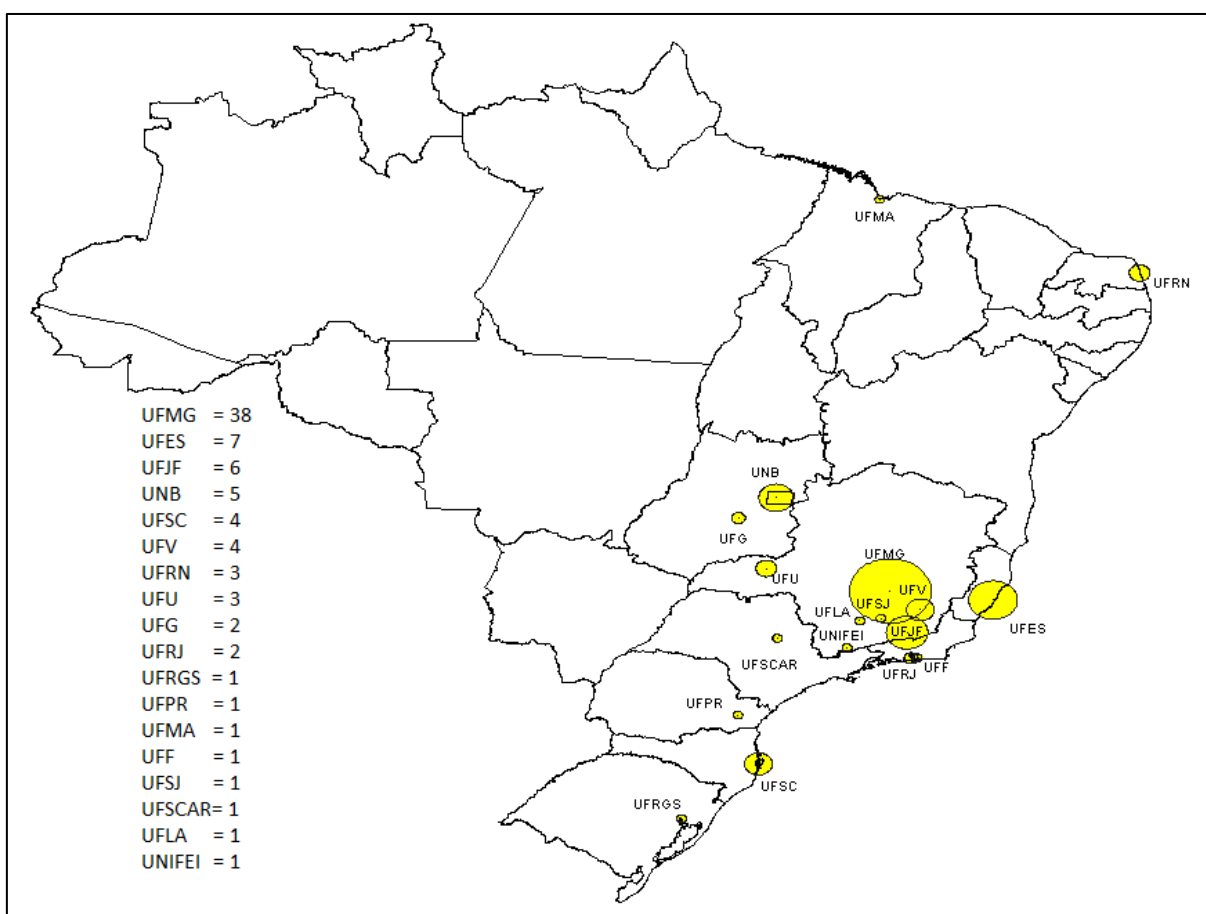 UFMA
UFRN
UFMG = 38
UFES = 7
UFJF = 6
UNB = 5
UFSC = 4
UFV = 4
UFRN = 3
UFU = 3
UFG = 2
UFRJ = 2
UFRGS = 1
UFPR = 1
UFMA = 1
UFF = 1
UFSJ = 1
UFSCAR= 1
UFLA = 1
UNIFEI = 1
UNB
UFG
UFU
UFMG
UFV
UFSJ
UFLA
UFES
UFJF
UNIFEI
UFSCAR
UFRJ
UFF
UFPR
UFSC
UFRGS